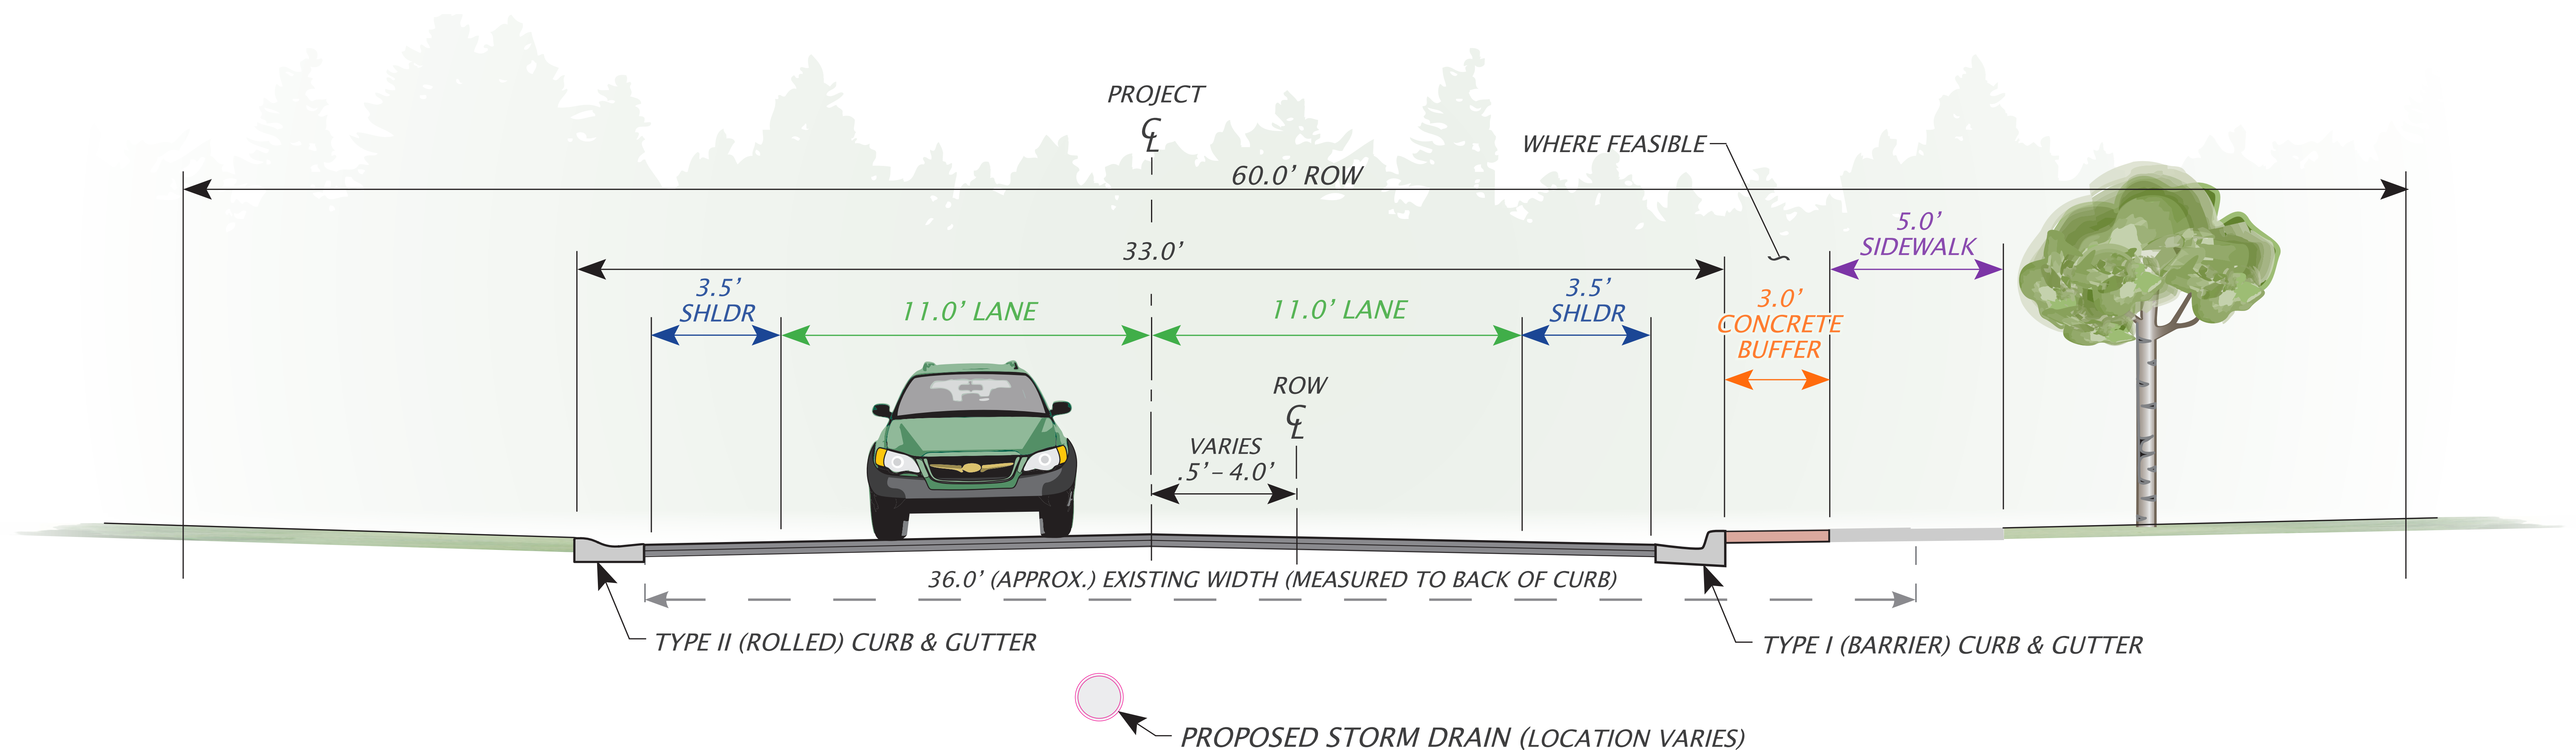 PROJECT
CL
WHERE FEASIBLE
60.0’ ROW
5.0’
SIDEWALK
33.0’
3.5’
SHLDR
11.0’ LANE
11.0’ LANE
3.5’
SHLDR
3.0’
CONCRETE
BUFFER
ROW
CL
VARIES
.5’ – 4.0’
36.0’ (APPROX.) EXISTING WIDTH (MEASURED TO BACK OF CURB)
TYPE II (ROLLED) CURB & GUTTER
TYPE I (BARRIER) CURB & GUTTER
PROPOSED STORM DRAIN (LOCATION VARIES)